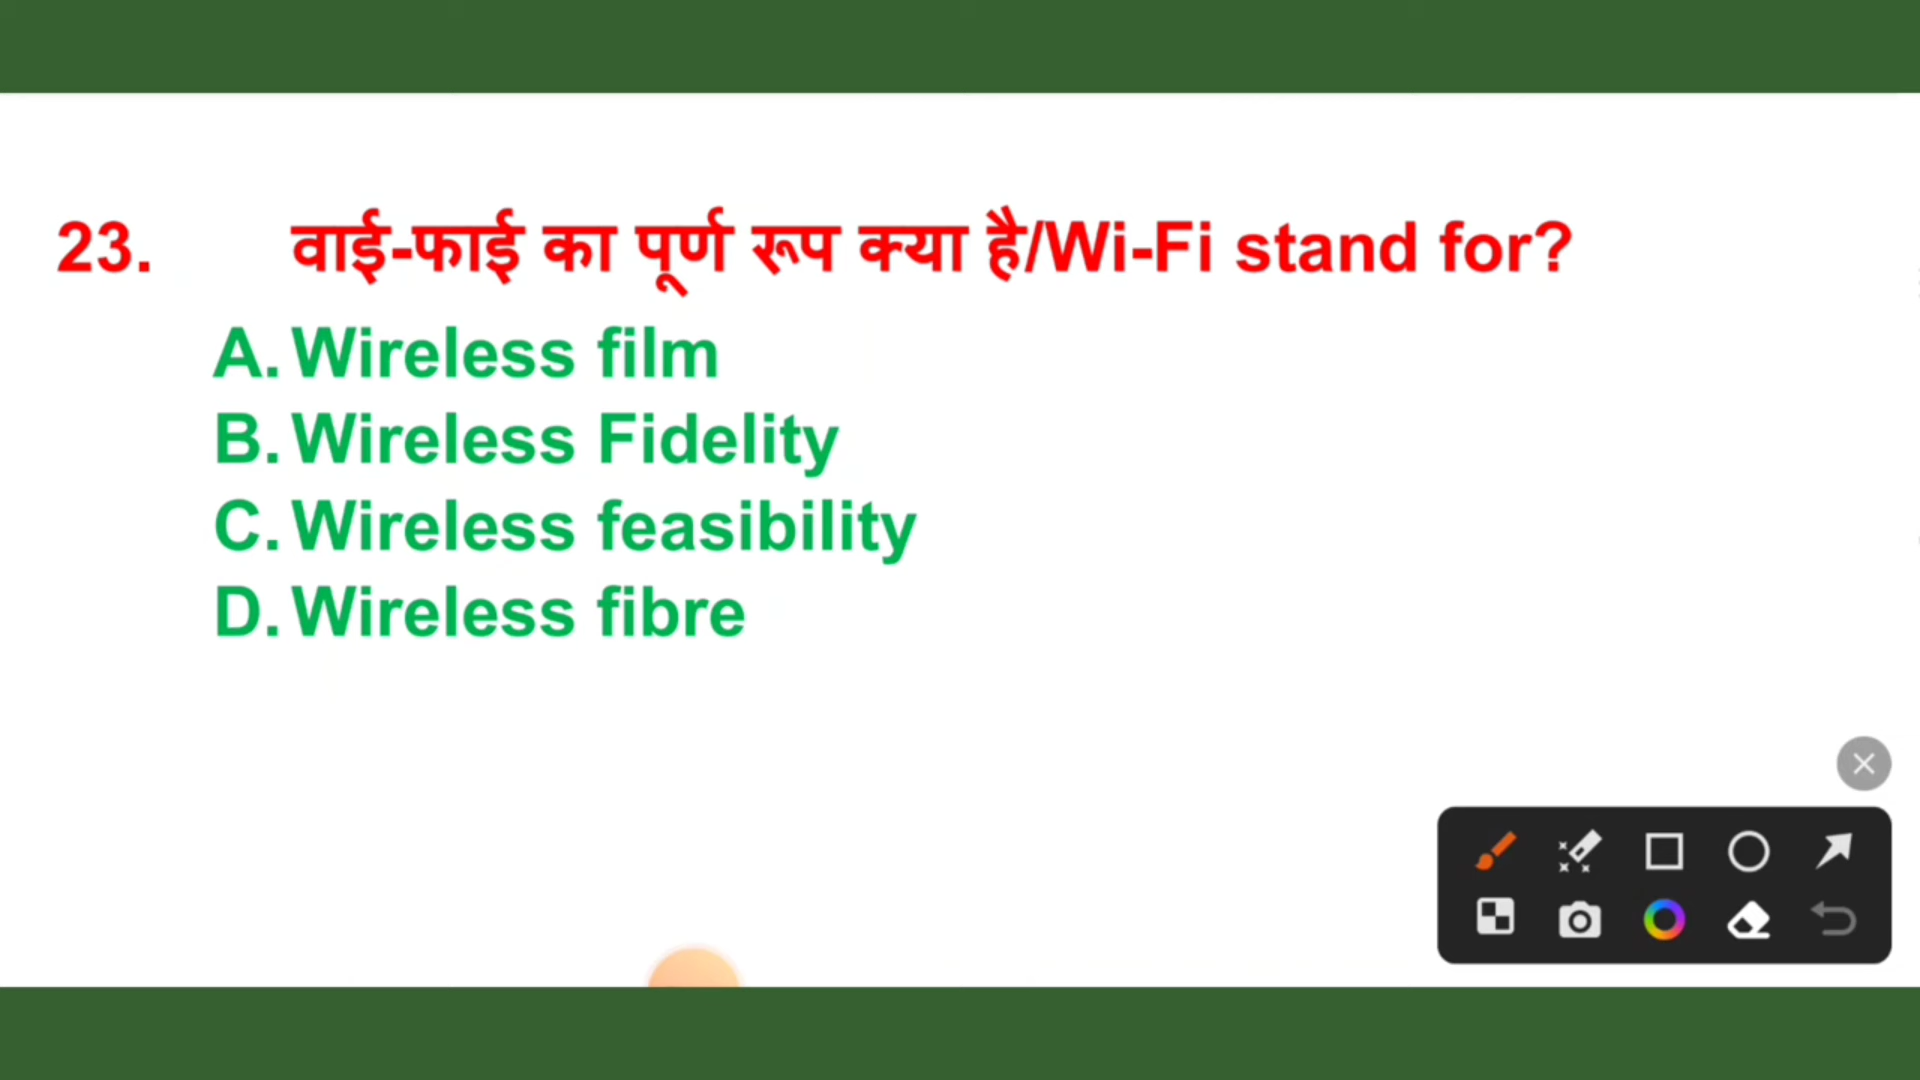 23. वाई-फाई का पूर्ण रूप क्या है/Wi-Fi stand for?
A. Wireless film
B. Wireless Fidelity
C. Wireless feasibility
D. Wireless fibre